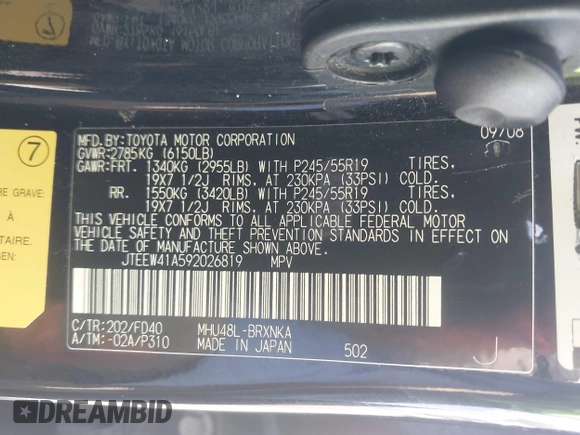 09/08
MFD.BY:TOYOTA MOTOR CORPORATION
GVWR:2785KG (6150LB)
GAWR:FRT. 1340KG (2955LB) WITH P245/55R19 TIRES.
19X7 1/2J RIMS. AT 230KPA (33PSI) COLD.
RR. 1550KG (3420LB) WITH P245/55R19 TIRES.
19X7 1/2J RIMS. AT 230KPA (33PSI) COLD.
THIS VEHICLE CONFORMS TO ALL APPLICABLE FEDERAL MOTOR
VEHICLE SAFETY AND THEFT PREVENTION STANDARDS IN EFFECT ON
THE DATE OF MANUFACTURE SHOWN ABOVE.
JTEEW41A592026819 MPV
C/TR:202/FD40 MHU48L-BRXNKA
A/TM:-02A/P310 MADE IN JAPAN 502 J
7
E GRAVE:
À
TAIRE.
DREAMBID